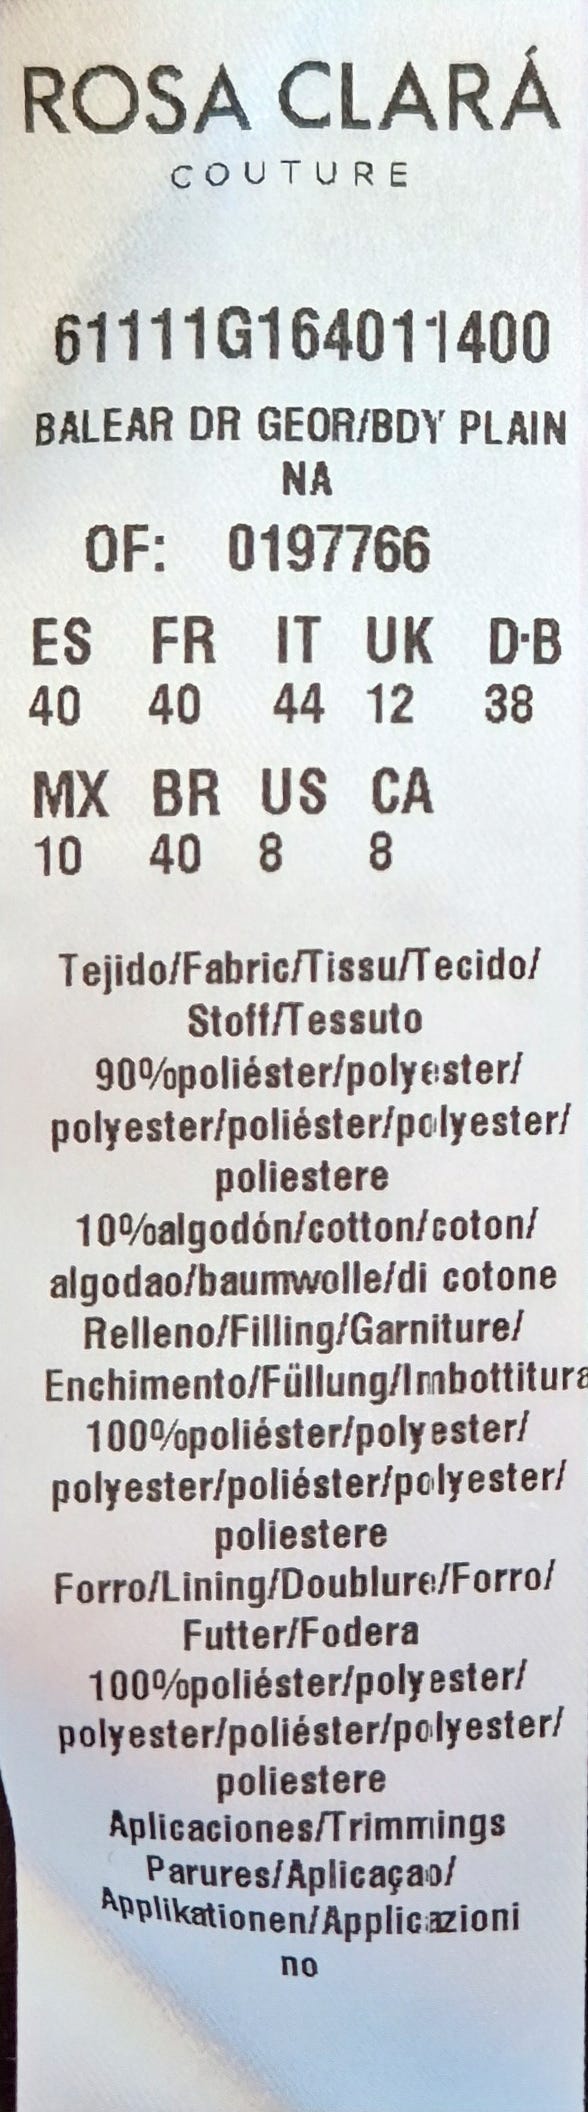 ROSA CLARÁ
COUTURE
61111G164011400
BALEAR DR GEOR/BDY PLAIN
NA
OF: 0197766
ES FR IT UK D·B
40 40 44 12 38
MX BR US CA
10 40 8 8
Tejido/Fabric/Tissu/Tecido/
Stoff/Tessuto
90%poliéster/polyester/
polyester/poliéster/polyester/
poliestere
10%algodón/cotton/coton/
algodao/baumwolle/di cotone
Relleno/Filling/Garniture/
Enchimento/Füllung/Imbottitura
100%poliéster/polyester/
polyester/poliéster/polyester/
poliestere
Forro/Lining/Doublure/Forro/
Futter/Fodera
100%poliéster/polyester/
polyester/poliéster/polyester/
poliestere
Aplicaciones/Trimmings
Parures/Aplicaçao/
Applikationen/Applicazioni
no